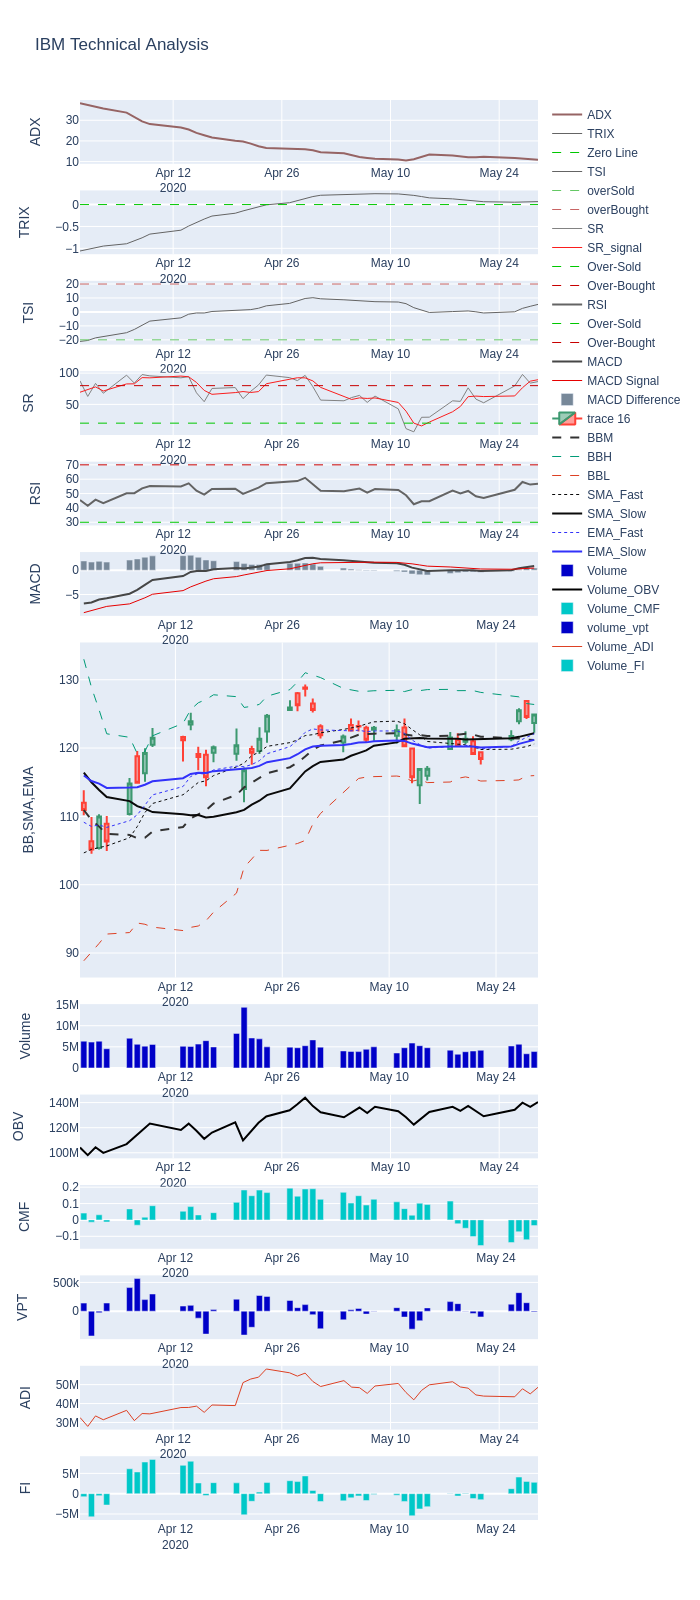 IBM Technical Analysis
ADX
30
20
10
Apr 12
2020
Apr 26
May 10
May 24
TRIX
0
−0.5
−1
Apr 12
2020
Apr 26
May 10
May 24
TSI
20
10
0
−10
−20
Apr 12
2020
Apr 26
May 10
May 24
SR
100
50
Apr 12
2020
Apr 26
May 10
May 24
RSI
70
60
50
40
30
Apr 12
2020
Apr 26
May 10
May 24
MACD
0
−5
Apr 12
2020
Apr 26
May 10
May 24
BB,SMA,EMA
130
120
110
100
90
Apr 12
2020
Apr 26
May 10
May 24
Volume
15M
10M
5M
0
Apr 12
2020
Apr 26
May 10
May 24
OBV
140M
120M
100M
Apr 12
2020
Apr 26
May 10
May 24
CMF
0.2
0.1
0
−0.1
Apr 12
2020
Apr 26
May 10
May 24
VPT
500k
0
Apr 12
2020
Apr 26
May 10
May 24
ADI
50M
40M
30M
Apr 12
2020
Apr 26
May 10
May 24
FI
5M
0
−5M
Apr 12
2020
Apr 26
May 10
May 24
ADX
TRIX
Zero Line
TSI
overSold
overBought
SR
SR_signal
Over-Sold
Over-Bought
RSI
Over-Sold
Over-Bought
MACD
MACD Signal
MACD Difference
trace 16
BBM
BBH
BBL
SMA_Fast
SMA_Slow
EMA_Fast
EMA_Slow
Volume
Volume_OBV
Volume_CMF
volume_vpt
Volume_ADI
Volume_FI